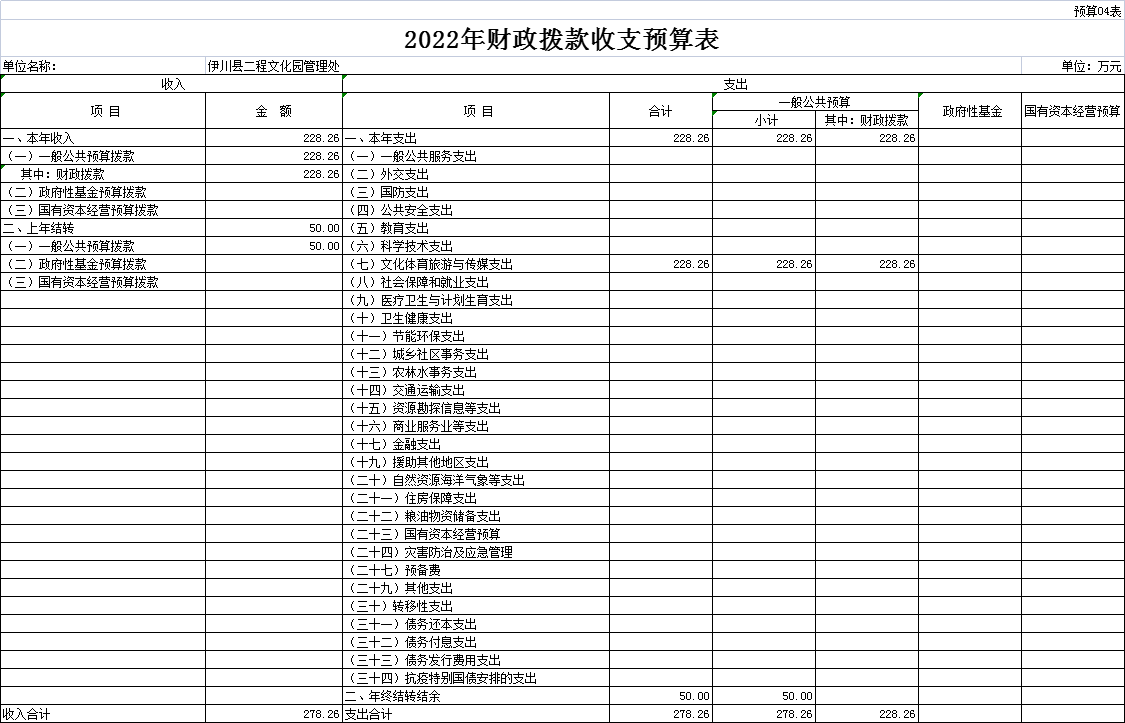 预算04表
2022年财政拨款收支预算表
单位名称: 伊川县二程文化园管理处 单位：万元
收入 支出
项 目 金 额 项 目 合计 一般公共预算 政府性基金 国有资本经营预算
小计 其中：财政拨款
一、本年收入 228.26 一、本年支出 228.26 228.26 228.26
（一）一般公共预算拨款 228.26 （一）一般公共服务支出
其中：财政拨款 228.26 （二）外交支出
（二）政府性基金预算拨款 （三）国防支出
（三）国有资本经营预算拨款 （四）公共安全支出
二、上年结转 50.00 （五）教育支出
（一）一般公共预算拨款 50.00 （六）科学技术支出
（二）政府性基金预算拨款 （七）文化体育旅游与传媒支出 228.26 228.26 228.26
（三）国有资本经营预算拨款 （八）社会保障和就业支出
（九）医疗卫生与计划生育支出
（十）卫生健康支出
（十一）节能环保支出
（十二）城乡社区事务支出
（十三）农林水事务支出
（十四）交通运输支出
（十五）资源勘探信息等支出
（十六）商业服务业等支出
（十七）金融支出
（十九）援助其他地区支出
（二十）自然资源海洋气象等支出
（二十一）住房保障支出
（二十二）粮油物资储备支出
（二十三）国有资本经营预算
（二十四）灾害防治及应急管理
（二十七）预备费
（二十九）其他支出
（三十）转移性支出
（三十一）债务还本支出
（三十二）债务付息支出
（三十三）债务发行费用支出
（三十四）抗疫特别国债安排的支出
二、年终结转结余 50.00 50.00
收入合计 278.26 支出合计 278.26 278.26 228.26